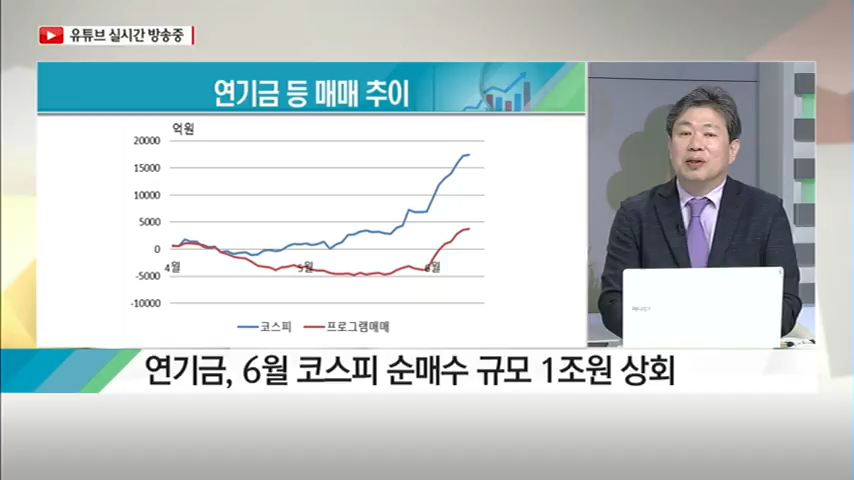 유튜브 실시간 방송중
연기금 등 매매 추이
억원
20000
15000
10000
5000
0
-5000
-10000
4월
5월
6월
코스피
프로그램매매
연기금, 6월 코스피 순매수 규모 1조원 상회